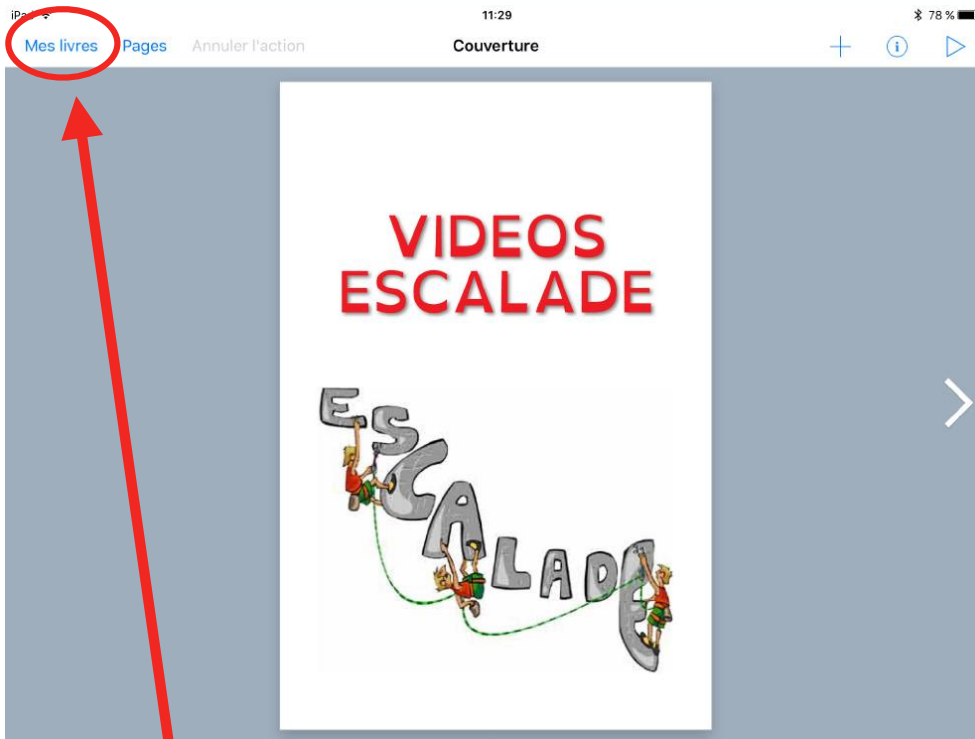 iPad 11:29 78 %
Mes livres Pages Annuler l'action Couverture
VIDEOS
ESCALADE
ESCALADE